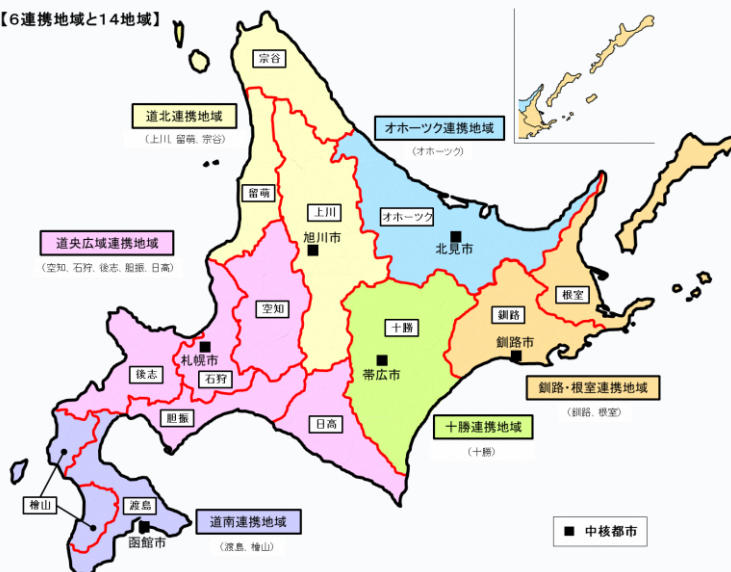 【6連携地域と14地域】
宗谷
道北連携地域
(上川, 留萌, 宗谷)
オホーツク連携地域
(オホーツク)
留萌
上川
旭川市
オホーツク
北見市
道央広域連携地域
(空知, 石狩, 後志, 胆振, 日高)
空知
十勝
釧路
根室
札幌市
釧路市
後志
石狩
帯広市
釧路・根室連携地域
(釧路, 根室)
胆振
日高
十勝連携地域
(十勝)
檜山
渡島
道南連携地域
(渡島, 檜山)
函館市
■ 中核都市